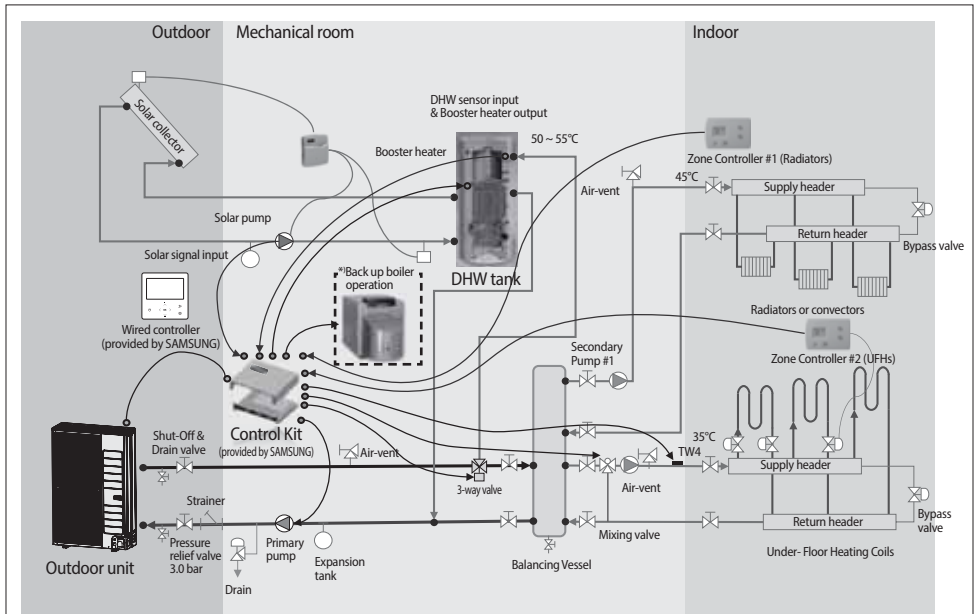 Outdoor
Mechanical room
Indoor
Solar collector
DHW sensor input
& Booster heater output
50 ~ 55°C
Booster heater
Zone Controller #1 (Radiators)
Air-vent
45°C
Supply header
Solar pump
Return header
Bypass valve
Solar signal input
*)Back up boiler
operation
DHW tank
Wired controller
(provided by SAMSUNG)
Radiators or convectors
Secondary
Pump #1
Zone Controller #2 (UFHs)
Control Kit
(provided by SAMSUNG)
Shut-Off &
Drain valve
Air-vent
35°C
TW4
Supply header
3-way valve
Air-vent
Strainer
Return header
Bypass
valve
Mixing valve
Pressure
relief valve
3.0 bar
Primary
pump
Expansion
tank
Under- Floor Heating Coils
Outdoor unit
Balancing Vessel
Drain